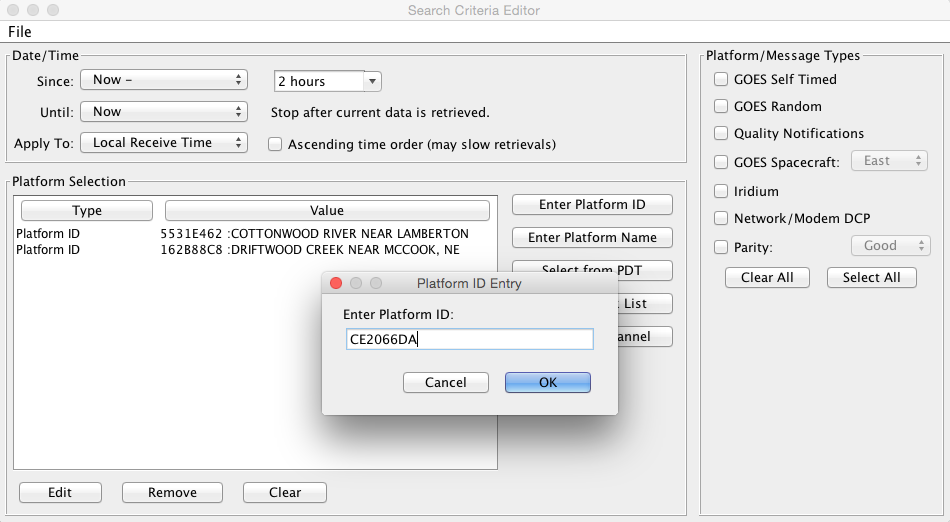 Search Criteria Editor
File
Date/Time
Since: Now – 2 hours
Until: Now Stop after current data is retrieved.
Apply To: Local Receive Time Ascending time order (may slow retrievals)
Platform Selection
Type Value
Platform ID 5531E462 :COTTONWOOD RIVER NEAR LAMBERTON
Platform ID 162B88C8 :DRIFTWOOD CREEK NEAR MCCOOK, NE
Enter Platform ID
Enter Platform Name
Select from PDT
List
annel
Platform ID Entry
Enter Platform ID:
CE2066DA
Cancel OK
Edit Remove Clear
Platform/Message Types
GOES Self Timed
GOES Random
Quality Notifications
GOES Spacecraft: East
Iridium
Network/Modem DCP
Parity: Good
Clear All Select All